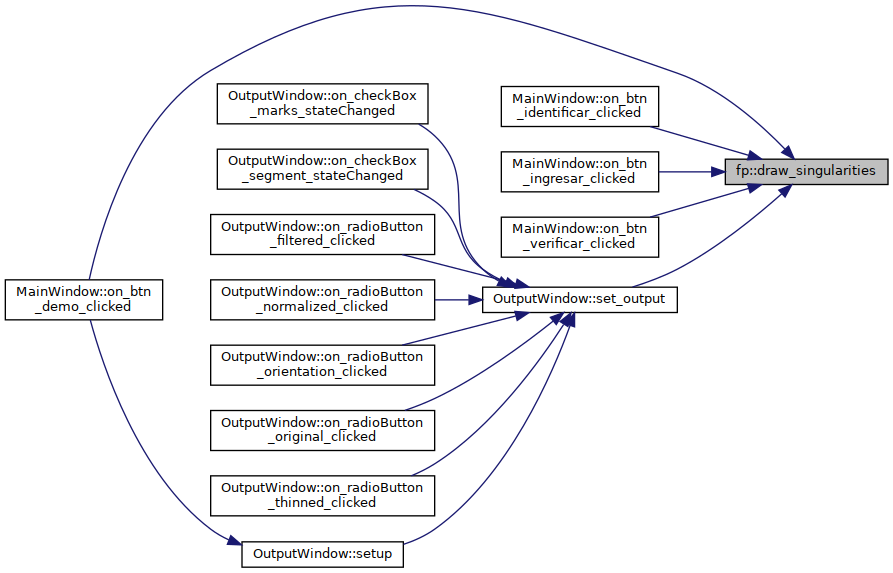 OutputWindow::on_checkBox
_marks_stateChanged
MainWindow::on_btn
_identificar_clicked
OutputWindow::on_checkBox
_segment_stateChanged
MainWindow::on_btn
_ingresar_clicked
fp::draw_singularities
OutputWindow::on_radioButton
_filtered_clicked
MainWindow::on_btn
_verificar_clicked
MainWindow::on_btn
_demo_clicked
OutputWindow::on_radioButton
_normalized_clicked
OutputWindow::set_output
OutputWindow::on_radioButton
_orientation_clicked
OutputWindow::on_radioButton
_original_clicked
OutputWindow::on_radioButton
_thinned_clicked
OutputWindow::setup